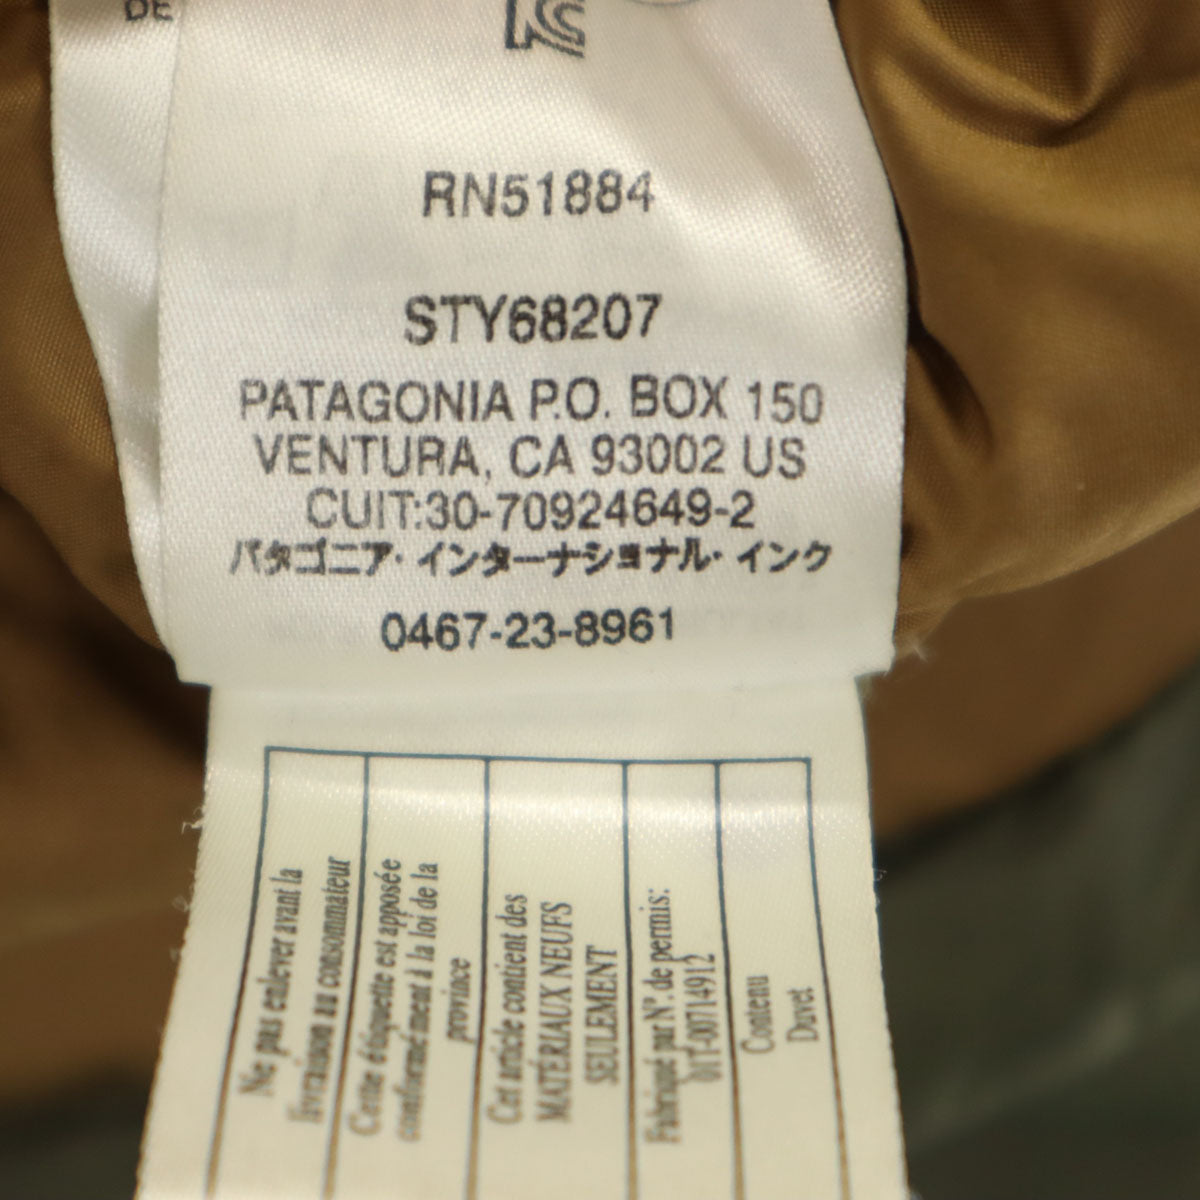 DE
RN51884
STY68207
PATAGONIA P.O. BOX 150
VENTURA, CA 93002 US
CUIT:30-70924649-2
パタゴニア・インターナショナル・インク
0467-23-8961
Ne pas enlever avant la
livraison au consommateur
Cette étiquette est apposée
conformément à la loi de la
province
Cet article contient des
MATÉRIAUX NEUFS
SEULEMENT
Fabriqué par N°. de permis:
01T-00714912
Contenu
Duvet